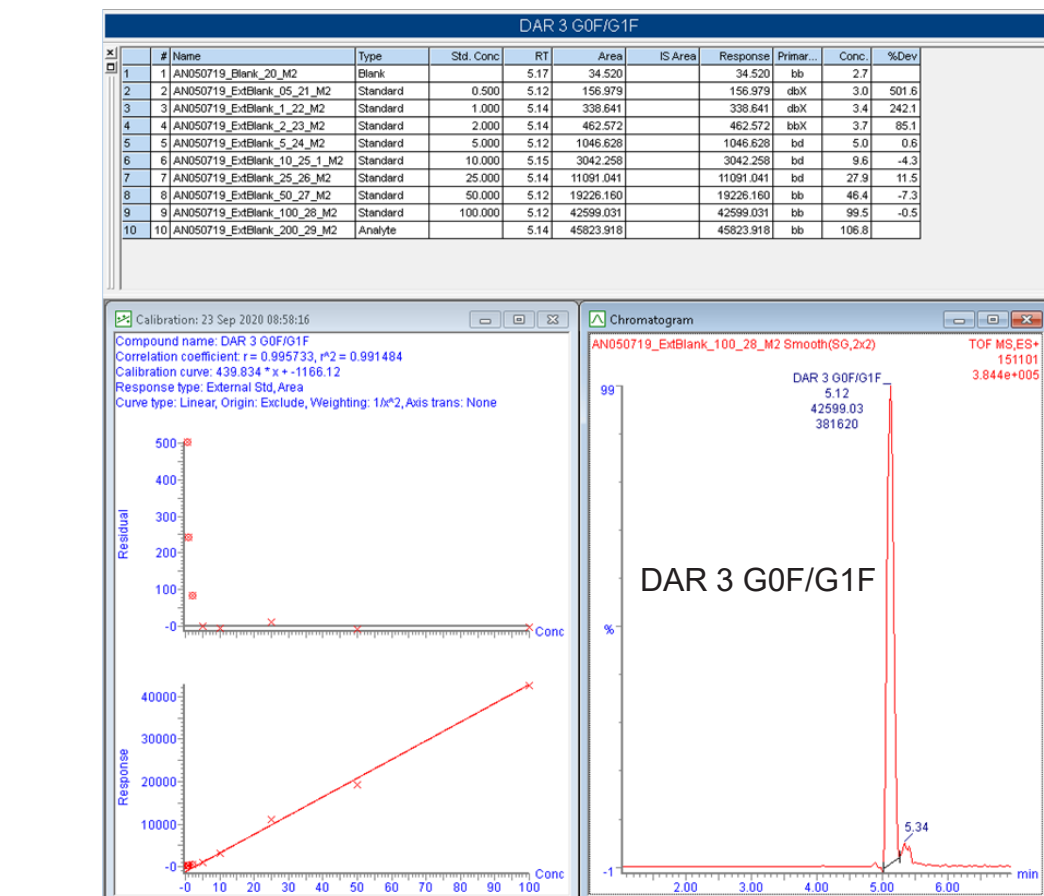 DAR 3 G0F/G1F
# Name Type Std. Conc RT Area IS Area Response Primar... Conc. %Dev
1 1 AN050719_Blank_20_M2 Blank 5.17 34.520 34.520 bb 2.7
2 2 AN050719_ExtBlank_05_21_M2 Standard 0.500 5.12 156.979 156.979 dbX 3.0 501.6
3 3 AN050719_ExtBlank_1_22_M2 Standard 1.000 5.14 338.641 338.641 dbX 3.4 242.1
4 4 AN050719_ExtBlank_2_23_M2 Standard 2.000 5.14 462.572 462.572 bbX 3.7 85.1
5 5 AN050719_ExtBlank_5_24_M2 Standard 5.000 5.12 1046.628 1046.628 bd 5.0 0.6
6 6 AN050719_ExtBlank_10_25_1_M2 Standard 10.000 5.15 3042.258 3042.258 bd 9.6 -4.3
7 7 AN050719_ExtBlank_25_26_M2 Standard 25.000 5.14 11091.041 11091.041 bd 27.9 11.5
8 8 AN050719_ExtBlank_50_27_M2 Standard 50.000 5.12 19226.160 19226.160 bb 46.4 -7.3
9 9 AN050719_ExtBlank_100_28_M2 Standard 100.000 5.12 42599.031 42599.031 bb 99.5 -0.5
10 10 AN050719_ExtBlank_200_29_M2 Analyte 5.14 45823.918 45823.918 bb 106.8
Calibration: 23 Sep 2020 08:58:16
Compound name: DAR 3 G0F/G1F
Correlation coefficient: r = 0.995733, r^2 = 0.991484
Calibration curve: 439.834 * x + -1166.12
Response type: External Std, Area
Curve type: Linear, Origin: Exclude, Weighting: 1/x^2, Axis trans: None
500
400
300
200
100
-0
Residual
Conc
40000
30000
20000
10000
-0
Response
Conc
-0 10 20 30 40 50 60 70 80 90 100
Chromatogram
AN050719_ExtBlank_100_28_M2 Smooth(SG,2x2)
TOF MS,ES+
151101
3.844e+005
DAR 3 G0F/G1F
5.12
42599.03
381620
99
%
-1
DAR 3 G0F/G1F
5.34
min
2.00 3.00 4.00 5.00 6.00